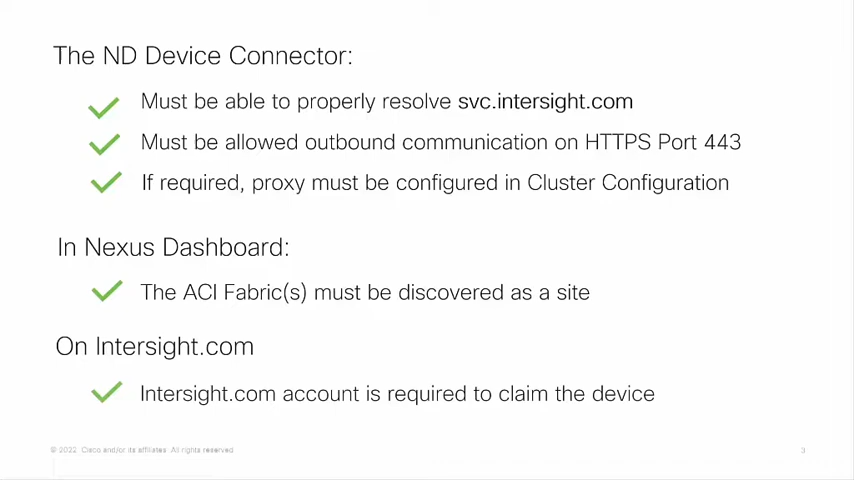 The ND Device Connector:
Must be able to properly resolve svc.intersight.com
Must be allowed outbound communication on HTTPS Port 443
If required, proxy must be configured in Cluster Configuration
In Nexus Dashboard:
The ACI Fabric(s) must be discovered as a site
On Intersight.com
Intersight.com account is required to claim the device
© 2022 Cisco and/or its affiliates. All rights reserved.
3